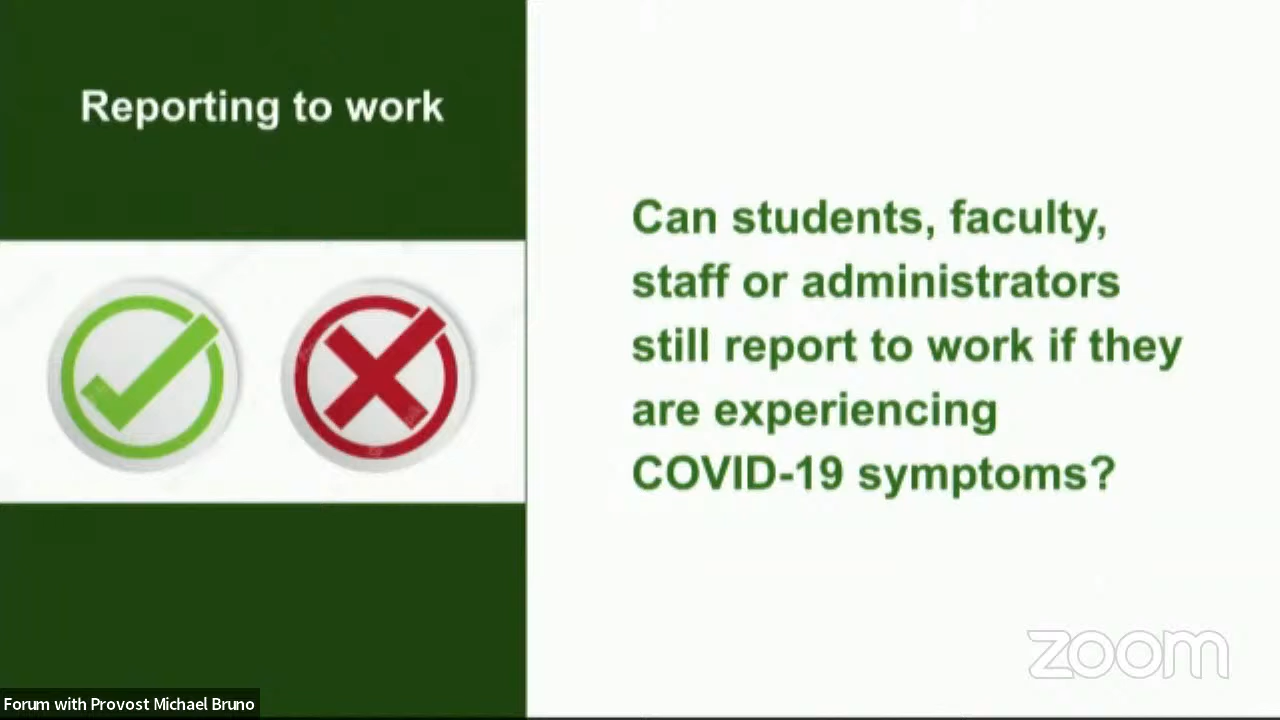 Reporting to work
Can students, faculty,
staff or administrators
still report to work if they
are experiencing
COVID-19 symptoms?
zoom
Forum with Provost Michael Bruno